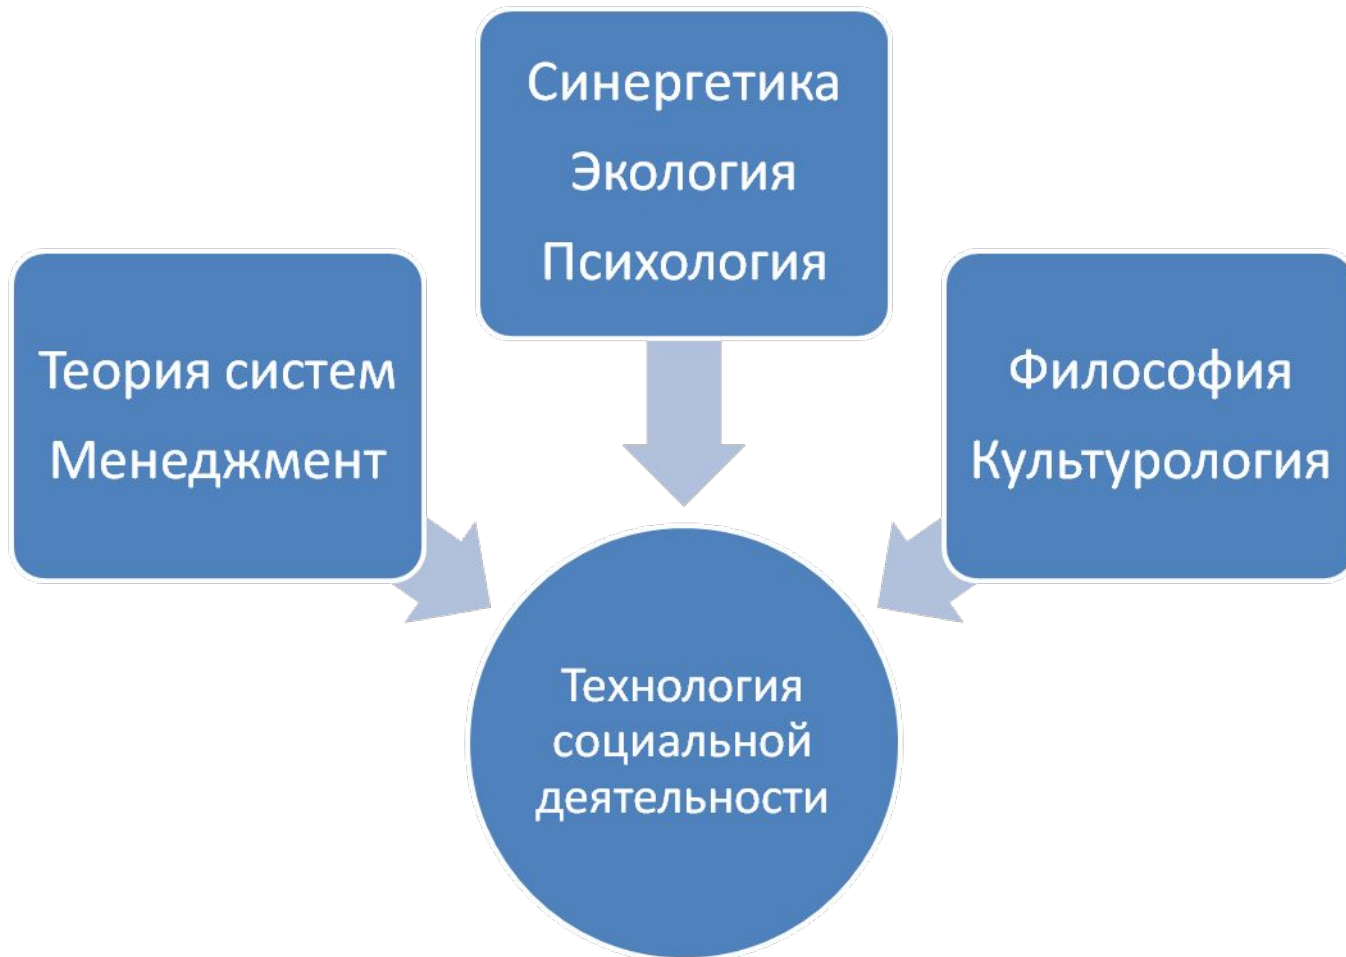 Синергетика
Экология
Психология
Теория систем
Менеджмент
Философия
Культурология
Технология
социальной
деятельности